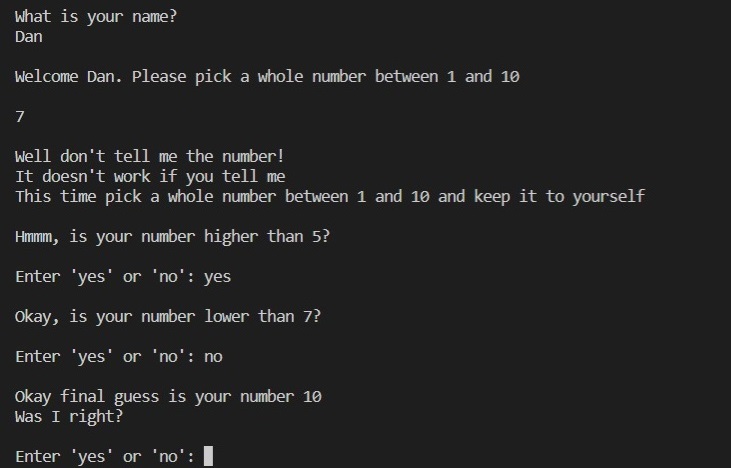 What is your name?
Dan
Welcome Dan. Please pick a whole number between 1 and 10
7
Well don't tell me the number!
It doesn't work if you tell me
This time pick a whole number between 1 and 10 and keep it to yourself
Hmmm, is your number higher than 5?
Enter 'yes' or 'no': yes
Okay, is your number lower than 7?
Enter 'yes' or 'no': no
Okay final guess is your number 10
Was I right?
Enter 'yes' or 'no':